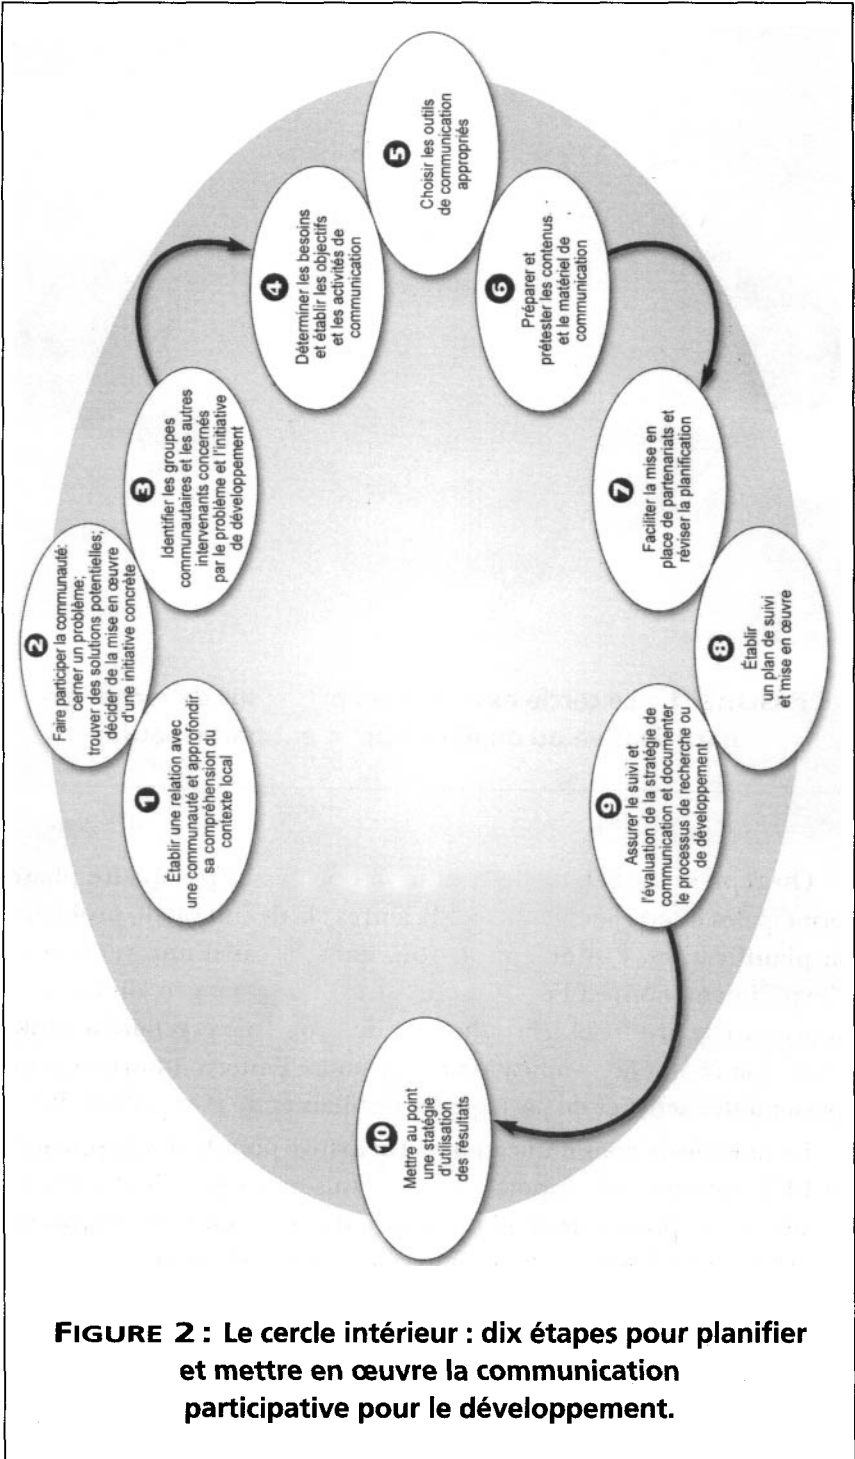 1
Établir une relation avec
une communauté et approfondir
sa compréhension du
contexte local
2
Faire participer la communauté:
cerner un problème;
trouver des solutions potentielles;
décider de la mise en œuvre
d'une initiative concrète
3
Identifier les groupes
communautaires et les autres
intervenants concernés
par le problème et l'initiative
de développement
4
Déterminer les besoins
et établir les objectifs
et les activités de
communication
5
Choisir les outils
de communication
appropriés
6
Préparer et
prétester les contenus
et le matériel de
communication
7
Faciliter la mise en
place de partenariats et
réviser la planification
8
Établir
un plan de suivi
et mise en œuvre
9
Assurer le suivi et
l'évaluation de la stratégie de
communication et documenter
le processus de recherche ou
de développement
10
Mettre au point
une statégie
d'utilisation
des résultats
FIGURE 2 : Le cercle intérieur : dix étapes pour planifier
et mettre en œuvre la communication
participative pour le développement.